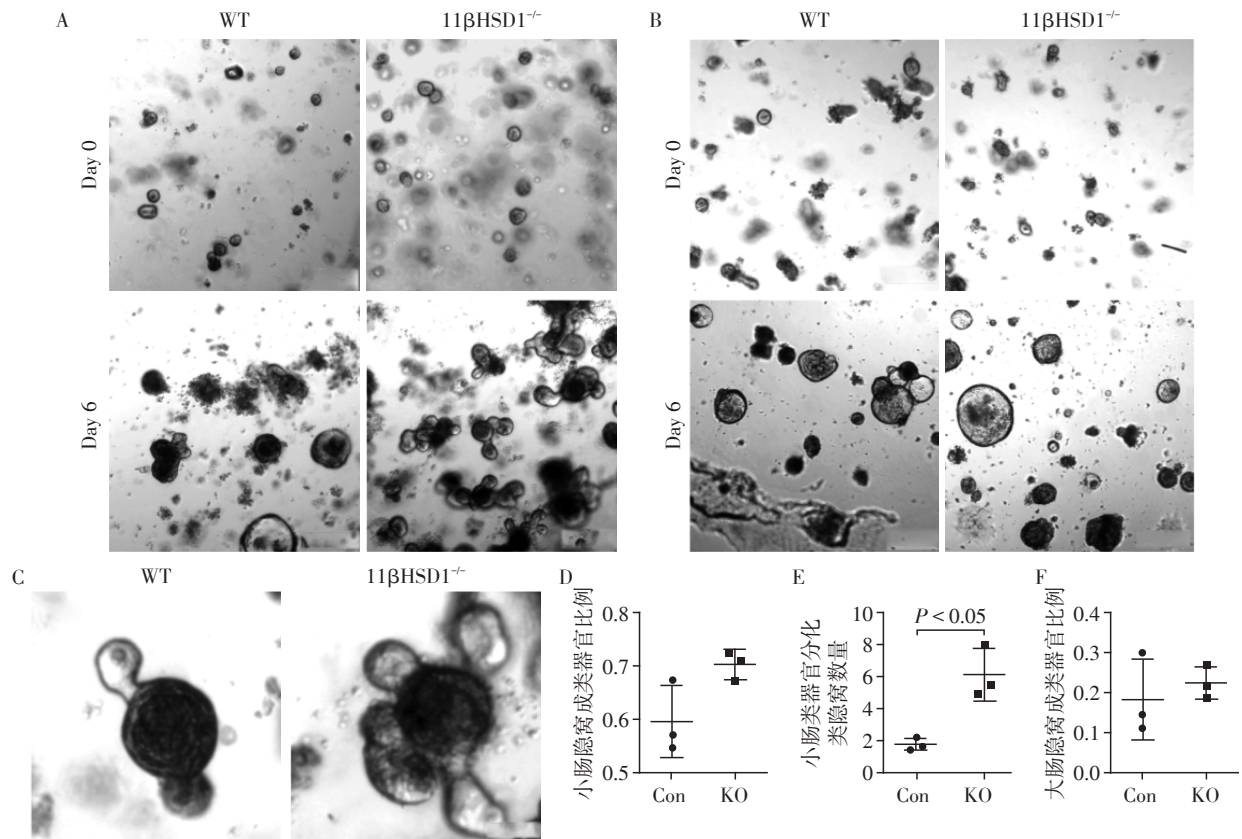 A
WT
11βHSD1⁻/⁻
B
WT
11βHSD1⁻/⁻
Day 0
Day 0
Day 6
Day 6
C
WT
11βHSD1⁻/⁻
D
小肠隐窝成类器官比例
0.8
0.7
0.6
0.5
Con
KO
E
小肠类器官分化
类隐窝数量
10
8
6
4
2
0
P < 0.05
Con
KO
F
大肠隐窝成类器官比例
0.4
0.3
0.2
0.1
0.0
Con
KO